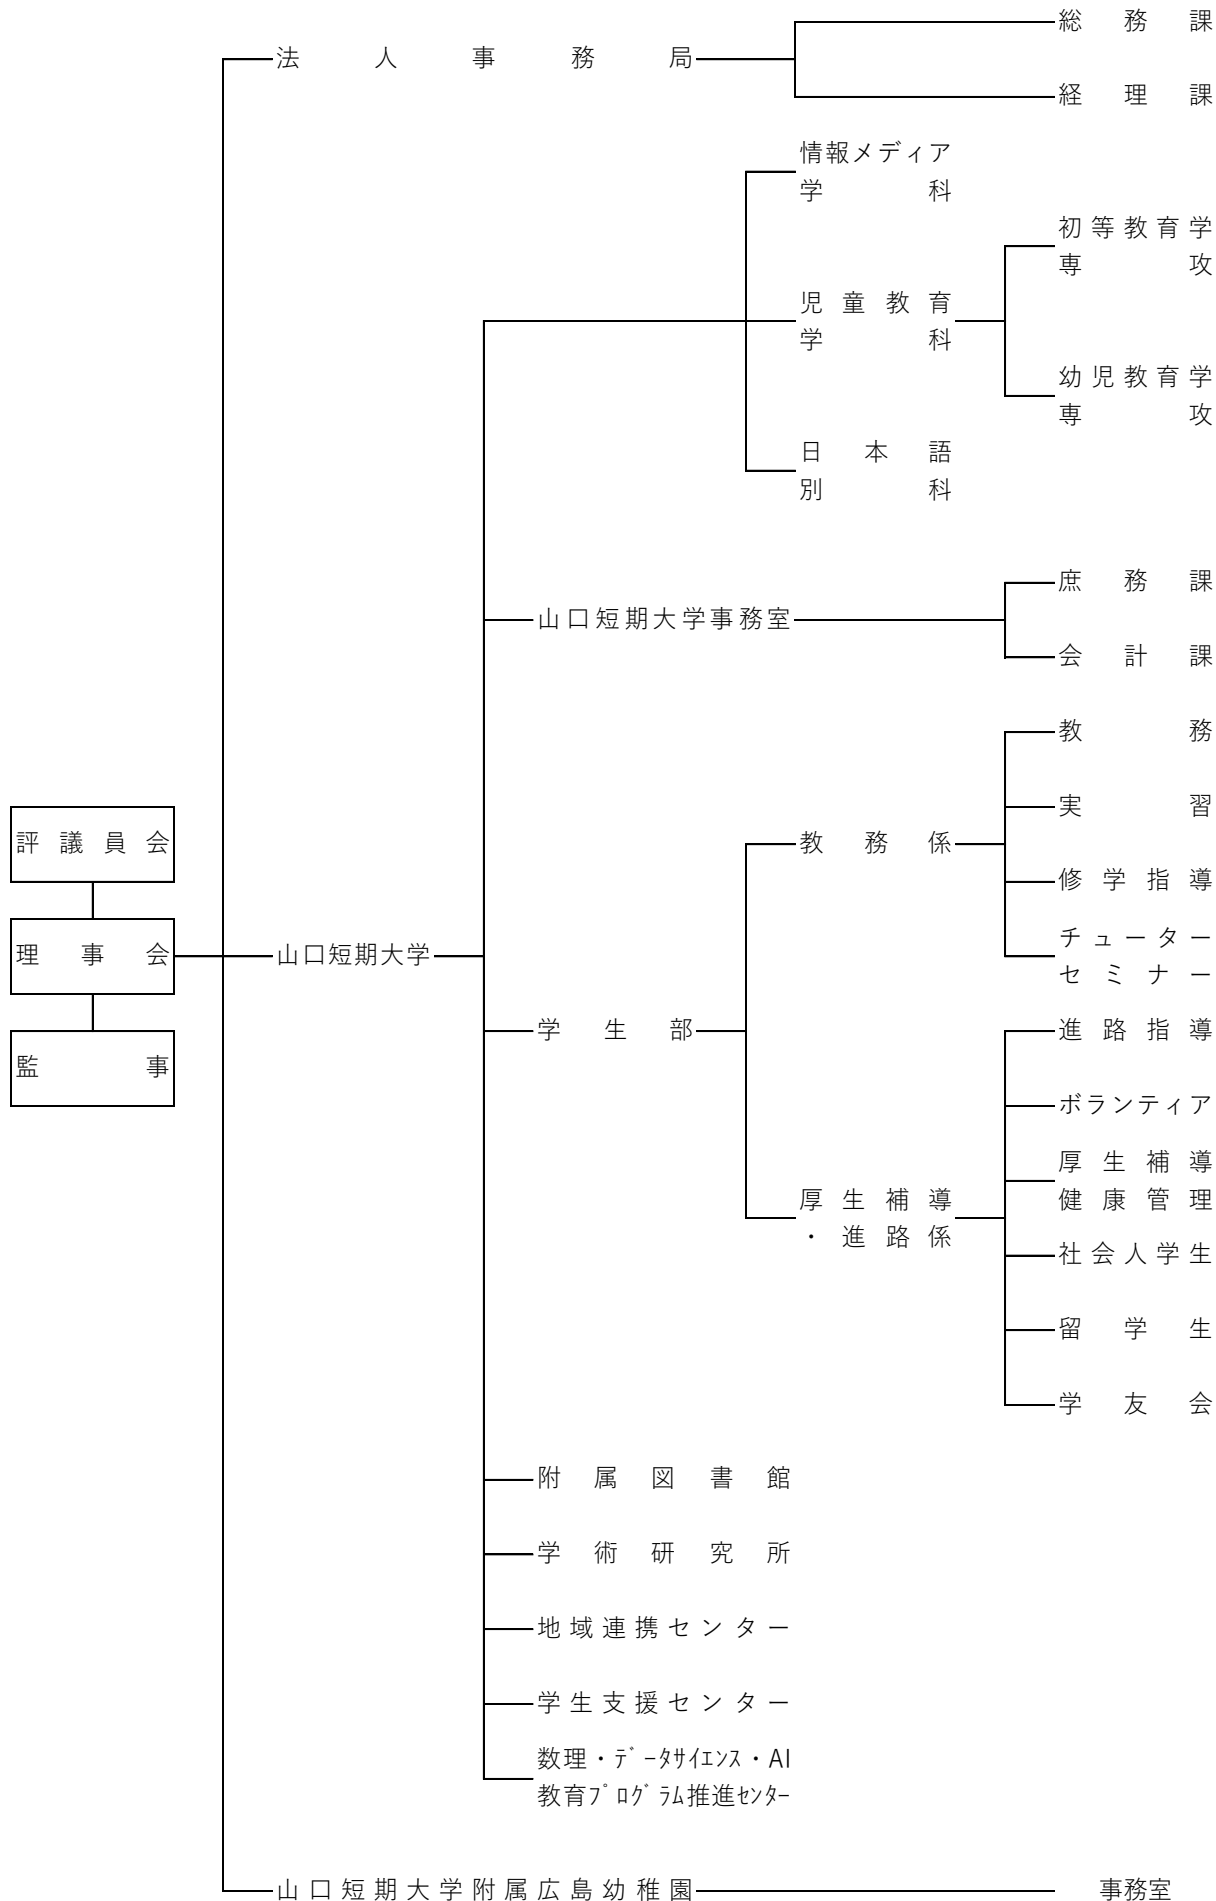 総務課
法人事務局
経理課
情報メディア
学科
初等教育学
専攻
児童教育
学科
幼児教育学
専攻
日本語
別科
庶務課
山口短期大学事務室
会計課
教務
実習
評議員会
教務係
修学指導
チューター
セミナー
理事会
山口短期大学
学生部
進路指導
監事
ボランティア
厚生補導
健康管理
厚生補導
・進路係
社会人学生
留学生
学友会
附属図書館
学術研究所
地域連携センター
学生支援センター
数理・ﾃﾞｰﾀｻｲｴﾝｽ・AI
教育ﾌﾟﾛｸﾞﾗﾑ推進ｾﾝﾀｰ
山口短期大学附属広島幼稚園
事務室